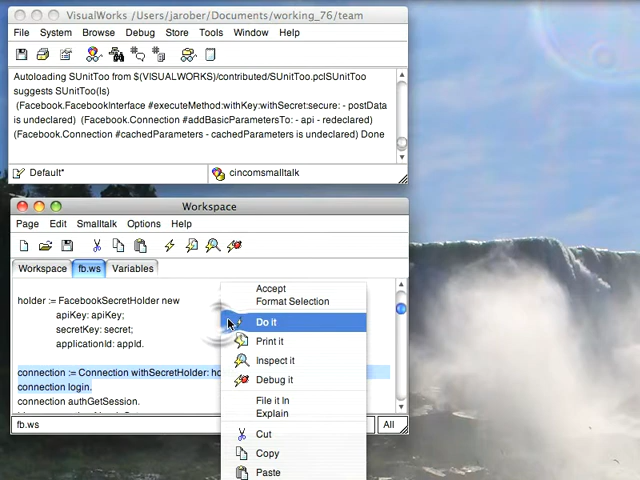 VisualWorks /Users/jarober/Documents/working_76/team
File System Browse Debug Store Tools Window Help
Autoloading SUnitToo from $(VISUALWORKS)/contributed/SUnitToo.pclSUnitToo
suggests SUnitToo(ls)
(Facebook.FacebookInterface #executeMethod:withKey:withSecret:secure: - postData
is undeclared) (Facebook.Connection #addBasicParametersTo: - api - redeclared)
(Facebook.Connection #cachedParameters - cachedParameters is undeclared) Done
Default* cincomsmalltalk
Workspace
Page Edit Smalltalk Options Help
Workspace fb.ws Variables
holder := FacebookSecretHolder new
apiKey: apiKey;
secretKey: secret;
applicationId: appId.
connection := Connection withSecretHolder: ho
connection login.
connection authGetSession.
fb.ws All
Accept
Format Selection
Do it
Print it
Inspect it
Debug it
File it In
Explain
Cut
Copy
Paste